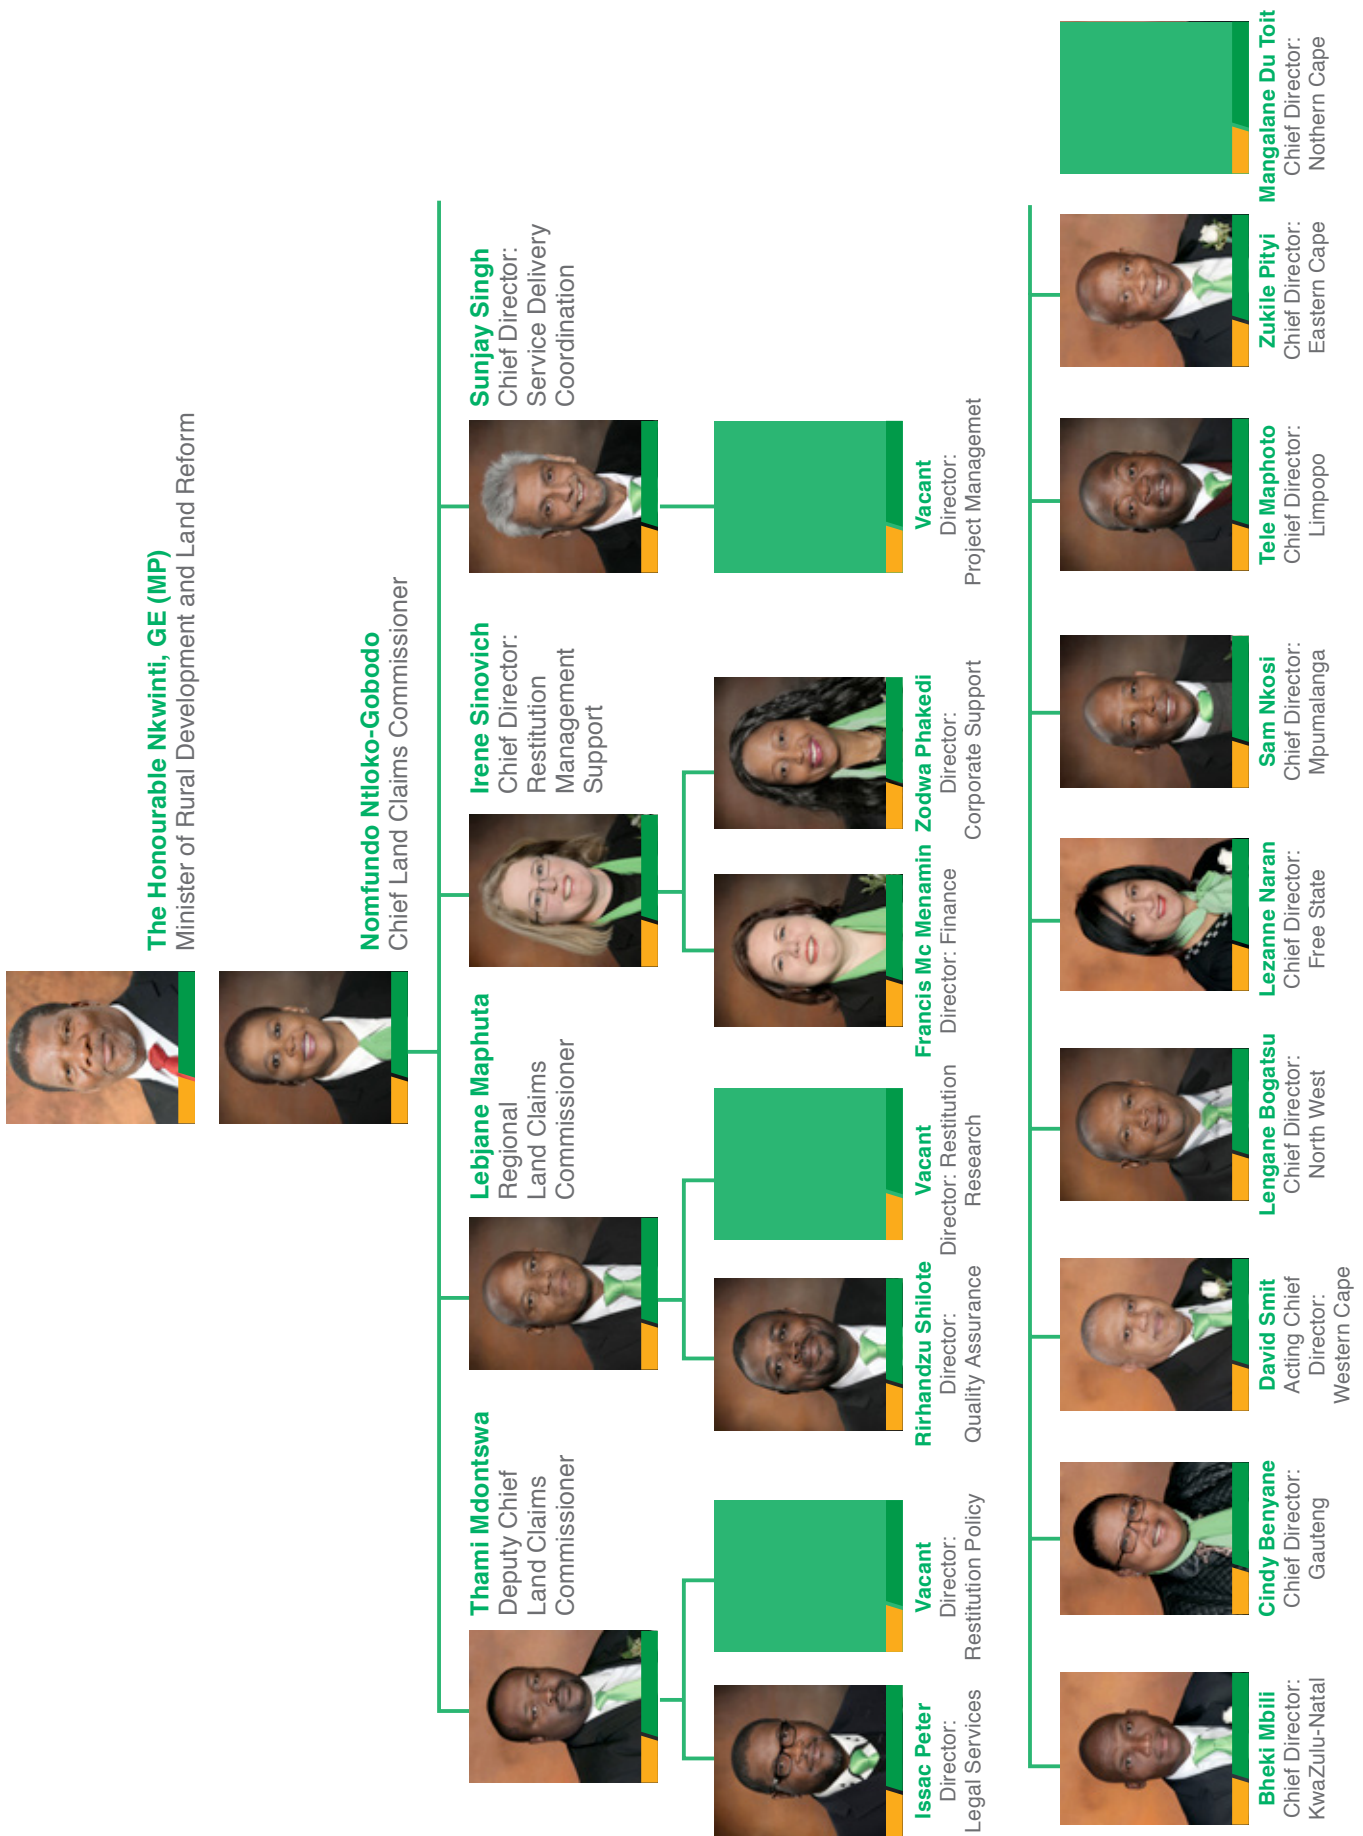 The Honourable Nkwinti, GE (MP)
Minister of Rural Development and Land Reform
Nomfundo Ntloko-Gobodo
Chief Land Claims Commissioner
Thami Mdontswa
Deputy Chief
Land Claims
Commissioner
Lebjane Maphuta
Regional
Land Claims
Commissioner
Irene Sinovich
Chief Director:
Restitution
Management
Support
Sunjay Singh
Chief Director:
Service Delivery
Coordination
Issac Peter
Director:
Legal Services
Vacant
Director:
Restitution Policy
Rirhandzu Shilote
Director:
Quality Assurance
Vacant
Director: Restitution
Research
Francis Mc Menamin
Director: Finance
Zodwa Phakedi
Director:
Corporate Support
Vacant
Director:
Project Managemet
Bheki Mbili
Chief Director:
KwaZulu-Natal
Cindy Benyane
Chief Director:
Gauteng
David Smit
Acting Chief
Director:
Western Cape
Lengane Bogatsu
Chief Director:
North West
Lezanne Naran
Chief Director:
Free State
Sam Nkosi
Chief Director:
Mpumalanga
Tele Maphoto
Chief Director:
Limpopo
Zukile Pityi
Chief Director:
Eastern Cape
Mangalane Du Toit
Chief Director:
Nothern Cape